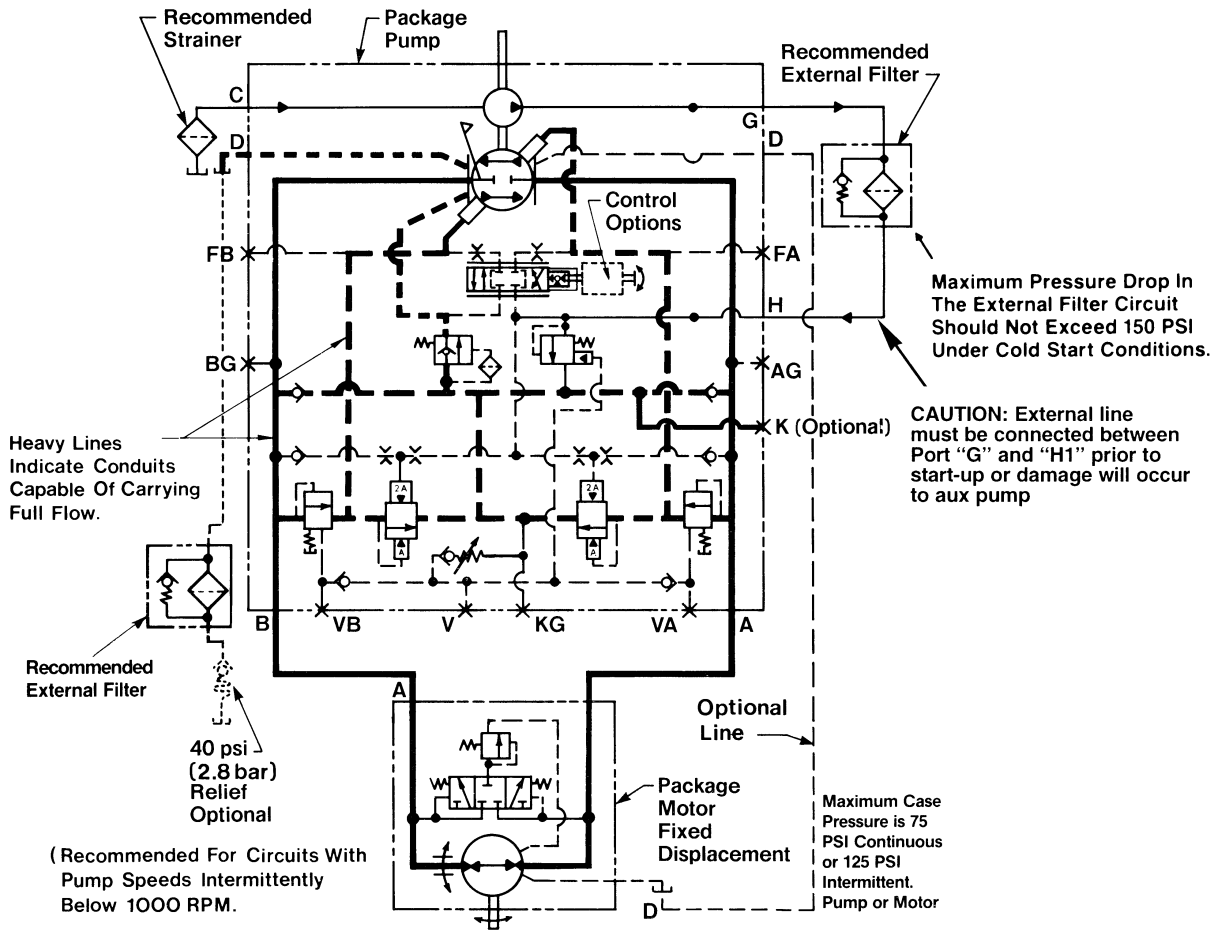 Recommended
Strainer
Package
Pump
Recommended
External Filter
C
G
D
D
Control
Options
FB
FA
Maximum Pressure Drop In
The External Filter Circuit
Should Not Exceed 150 PSI
Under Cold Start Conditions.
H
BG
AG
K (Optional)
CAUTION: External line
must be connected between
Port “G” and “H1” prior to
start-up or damage will occur
to aux pump
Heavy Lines
Indicate Conduits
Capable Of Carrying
Full Flow.
2A
2A
A
A
B
VB
V
KG
VA
A
Recommended
External Filter
A
Optional
Line
40 psi
(2.8 bar)
Relief
Optional
Package
Motor
Fixed
Displacement
Maximum Case
Pressure is 75
PSI Continuous
or 125 PSI
Intermittent.
Pump or Motor
(Recommended For Circuits With
Pump Speeds Intermittently
Below 1000 RPM.
D